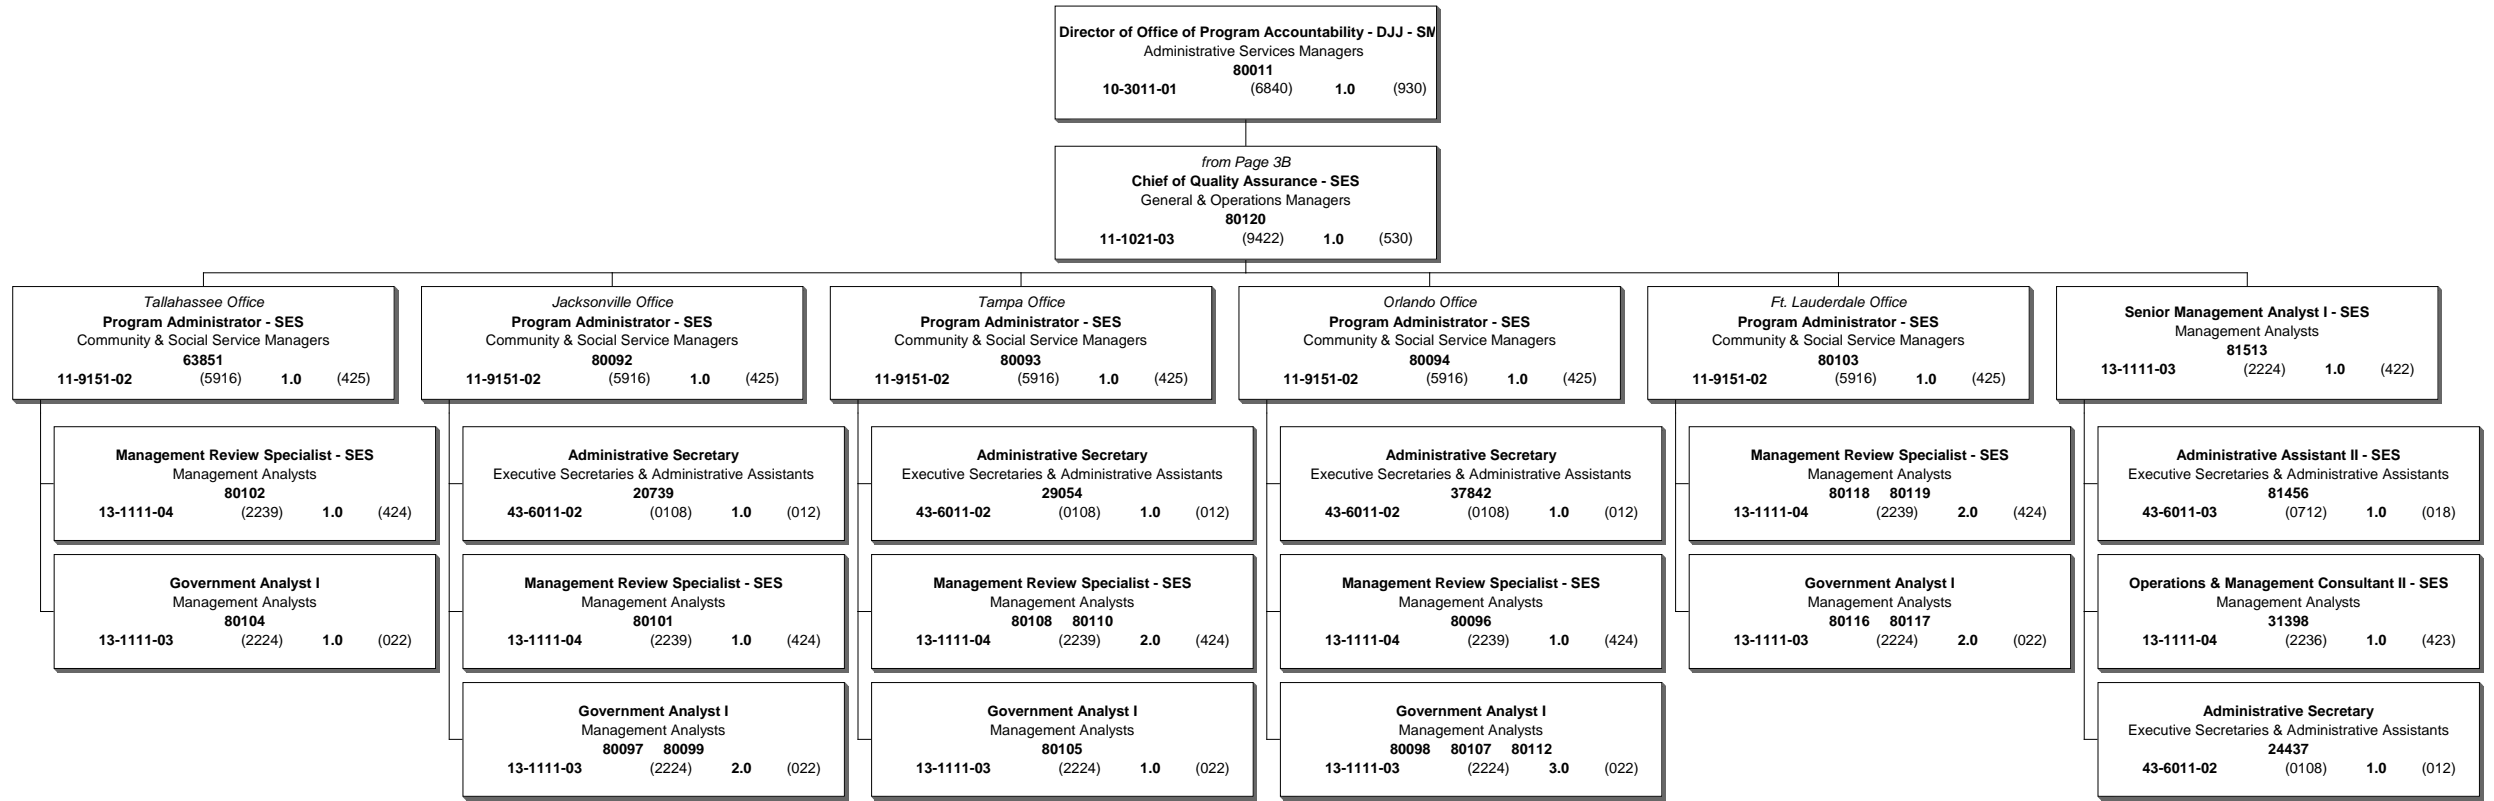 Director of Office of Program Accountability - DJJ - SM
Administrative Services Managers
80011
10-3011-01 (6840) 1.0 (930)
from Page 3B
Chief of Quality Assurance - SES
General & Operations Managers
80120
11-1021-03 (9422) 1.0 (530)
Tallahassee Office
Program Administrator - SES
Community & Social Service Managers
63851
11-9151-02 (5916) 1.0 (425)
Management Review Specialist - SES
Management Analysts
80102
13-1111-04 (2239) 1.0 (424)
Government Analyst I
Management Analysts
80104
13-1111-03 (2224) 1.0 (022)
Jacksonville Office
Program Administrator - SES
Community & Social Service Managers
80092
11-9151-02 (5916) 1.0 (425)
Administrative Secretary
Executive Secretaries & Administrative Assistants
20739
43-6011-02 (0108) 1.0 (012)
Management Review Specialist - SES
Management Analysts
80101
13-1111-04 (2239) 1.0 (424)
Government Analyst I
Management Analysts
80097 80099
13-1111-03 (2224) 2.0 (022)
Tampa Office
Program Administrator - SES
Community & Social Service Managers
80093
11-9151-02 (5916) 1.0 (425)
Administrative Secretary
Executive Secretaries & Administrative Assistants
29054
43-6011-02 (0108) 1.0 (012)
Management Review Specialist - SES
Management Analysts
80108 80110
13-1111-04 (2239) 2.0 (424)
Government Analyst I
Management Analysts
80105
13-1111-03 (2224) 1.0 (022)
Orlando Office
Program Administrator - SES
Community & Social Service Managers
80094
11-9151-02 (5916) 1.0 (425)
Administrative Secretary
Executive Secretaries & Administrative Assistants
37842
43-6011-02 (0108) 1.0 (012)
Management Review Specialist - SES
Management Analysts
80096
13-1111-04 (2239) 1.0 (424)
Government Analyst I
Management Analysts
80098 80107 80112
13-1111-03 (2224) 3.0 (022)
Ft. Lauderdale Office
Program Administrator - SES
Community & Social Service Managers
80103
11-9151-02 (5916) 1.0 (425)
Management Review Specialist - SES
Management Analysts
80118 80119
13-1111-04 (2239) 2.0 (424)
Government Analyst I
Management Analysts
80116 80117
13-1111-03 (2224) 2.0 (022)
Senior Management Analyst I - SES
Management Analysts
81513
13-1111-03 (2224) 1.0 (422)
Administrative Assistant II - SES
Executive Secretaries & Administrative Assistants
81456
43-6011-03 (0712) 1.0 (018)
Operations & Management Consultant II - SES
Management Analysts
31398
13-1111-04 (2236) 1.0 (423)
Administrative Secretary
Executive Secretaries & Administrative Assistants
24437
43-6011-02 (0108) 1.0 (012)